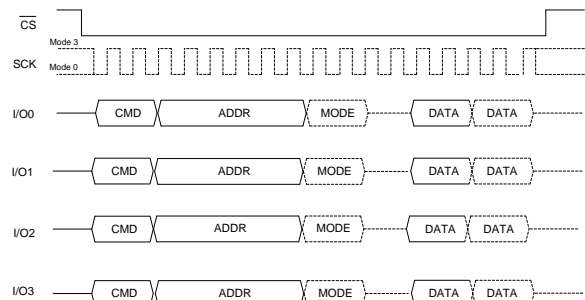 CS
Mode 3
SCK Mode 0
I/O0 CMD ADDR MODE DATA DATA
I/O1 CMD ADDR MODE DATA DATA
I/O2 CMD ADDR MODE DATA DATA
I/O3 CMD ADDR MODE DATA DATA